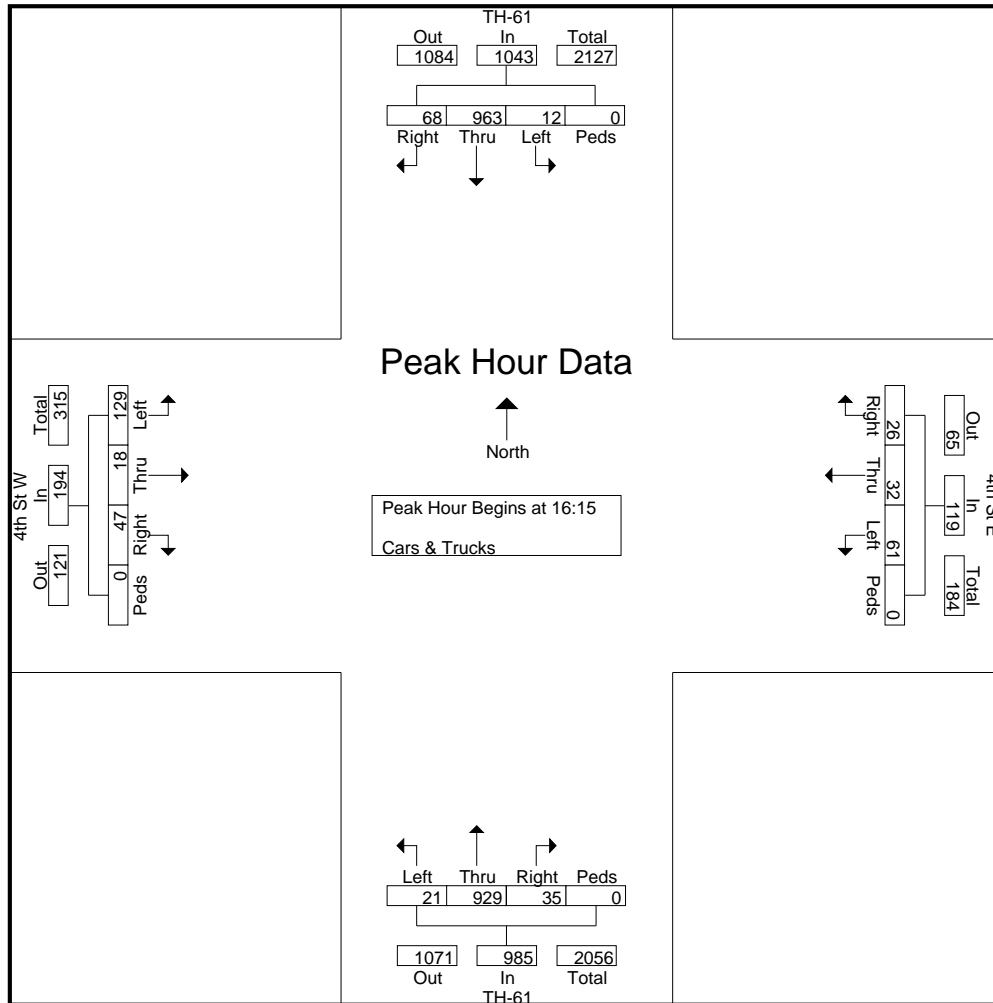 TH-61
Out In Total
1084 1043 2127
68 963 12 0
Right Thru Left Peds
Peak Hour Data
North
Peak Hour Begins at 16:15
Cars & Trucks
4th St W
Total In Out
315 194 121
129 18 47 0
Left Thru Right Peds
Right Thru Left Peds
26 32 61 0
65 119 184
Out In Total
4th St E
Left Thru Right Peds
21 929 35 0
1071 985 2056
Out In Total
TH-61